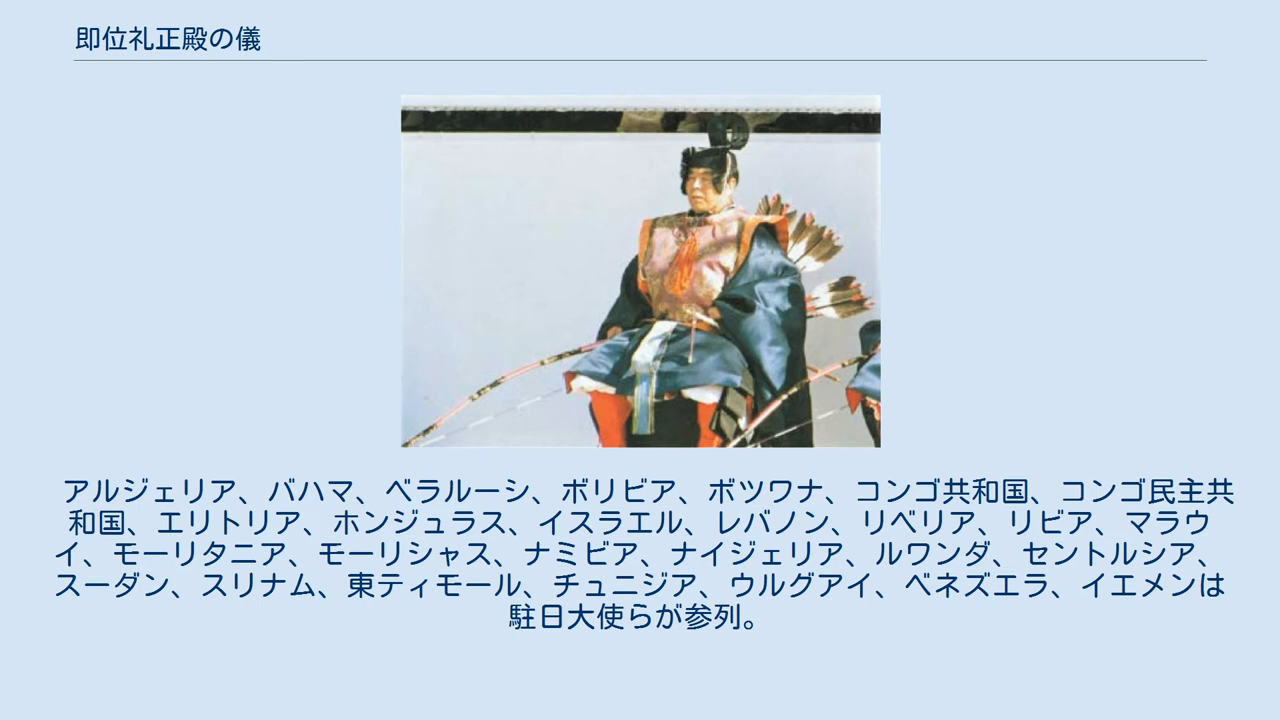 即位礼正殿の儀
アルジェリア、バハマ、ベラルーシ、ボリビア、ボツワナ、コンゴ共和国、コンゴ民主共
和国、エリトリア、ホンジュラス、イスラエル、レバノン、リベリア、リビア、マラウ
イ、モーリタニア、モーリシャス、ナミビア、ナイジェリア、ルワンダ、セントルシア、
スーダン、スリナム、東ティモール、チュニジア、ウルグアイ、ベネズエラ、イエメンは
駐日大使らが参列。